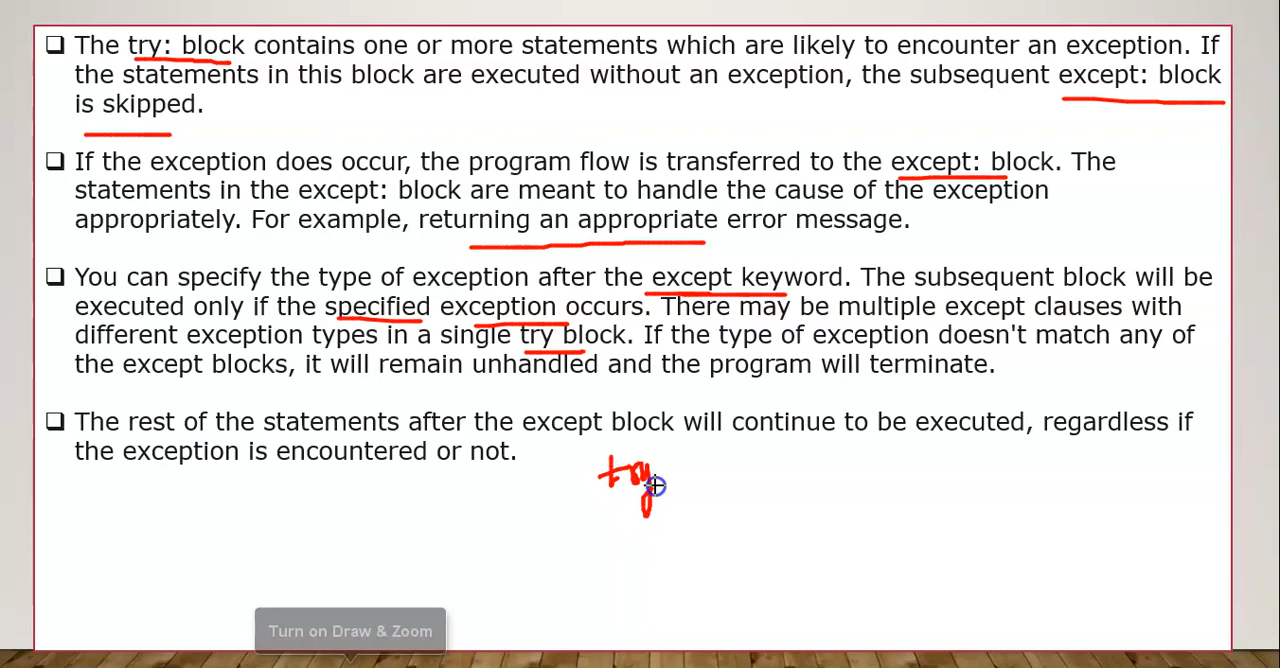 ❑ The try: block contains one or more statements which are likely to encounter an exception. If
the statements in this block are executed without an exception, the subsequent except: block
is skipped.
❑ If the exception does occur, the program flow is transferred to the except: block. The
statements in the except: block are meant to handle the cause of the exception
appropriately. For example, returning an appropriate error message.
❑ You can specify the type of exception after the except keyword. The subsequent block will be
executed only if the specified exception occurs. There may be multiple except clauses with
different exception types in a single try block. If the type of exception doesn't match any of
the except blocks, it will remain unhandled and the program will terminate.
❑ The rest of the statements after the except block will continue to be executed, regardless if
the exception is encountered or not.
try
Turn on Draw & Zoom